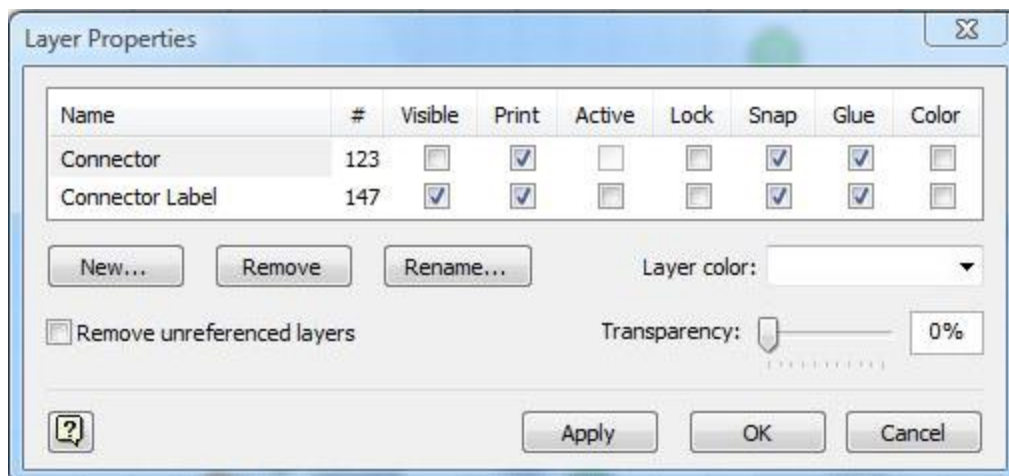 Layer Properties
Name # Visible Print Active Lock Snap Glue Color
Connector 123
Connector Label 147
New... Remove Rename... Layer color:
Remove unreferenced layers Transparency: 0%
Apply OK Cancel